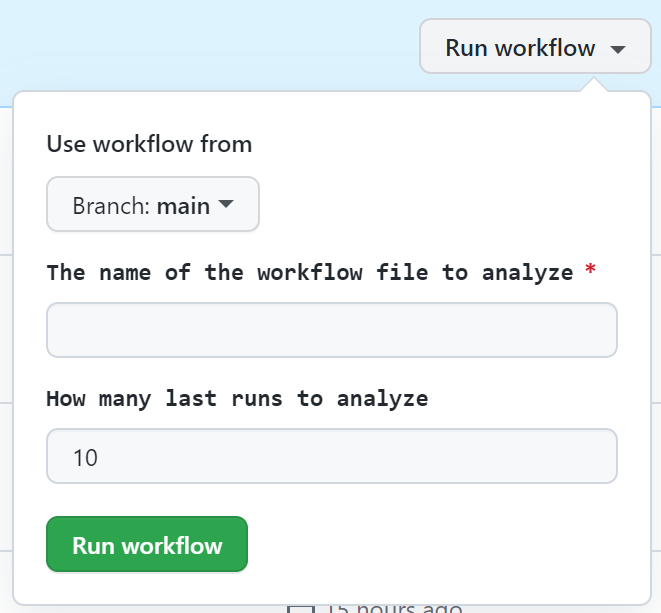 Run workflow
Use workflow from
Branch: main
The name of the workflow file to analyze *
How many last runs to analyze
10
Run workflow
15 hours ago